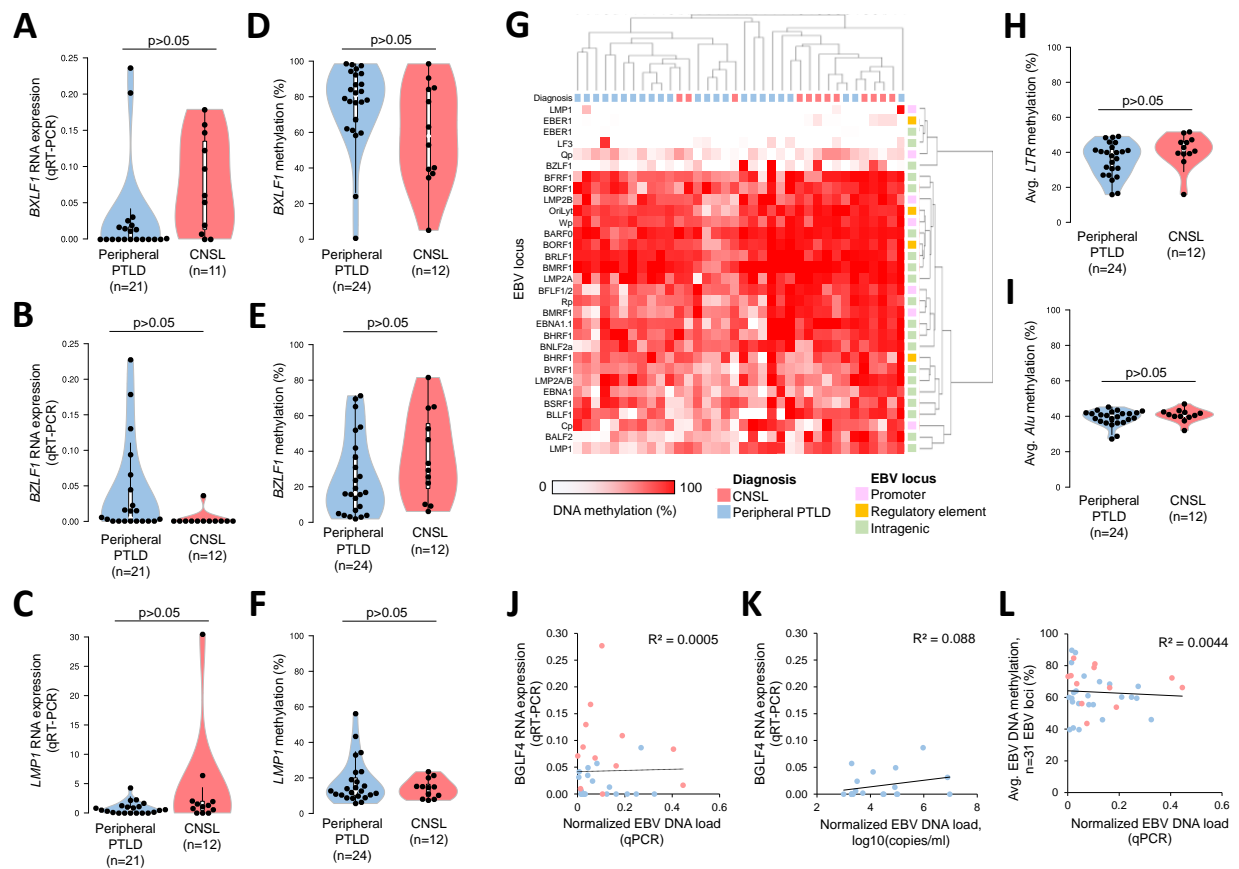 A
p>0.05
BXLF1 RNA expression
(qRT-PCR)
0.25
0.20
0.15
0.10
0.05
0.00
Peripheral
PTLD
(n=21)
CNSL
(n=11)
B
p>0.05
BZLF1 RNA expression
(qRT-PCR)
0.25
0.20
0.15
0.10
0.05
0.00
Peripheral
PTLD
(n=21)
CNSL
(n=12)
C
p>0.05
LMP1 RNA expression
(qRT-PCR)
30
25
20
15
10
5
0
Peripheral
PTLD
(n=21)
CNSL
(n=12)
D
p>0.05
BXLF1 methylation (%)
100
80
60
40
20
0
Peripheral
PTLD
(n=24)
CNSL
(n=12)
E
p>0.05
BZLF1 methylation (%)
100
80
60
40
20
0
Peripheral
PTLD
(n=24)
CNSL
(n=12)
F
p>0.05
LMP1 methylation (%)
100
80
60
40
20
0
Peripheral
PTLD
(n=24)
CNSL
(n=12)
G
Diagnosis
EBV locus
LMP1
EBER1
EBER1
LF3
Qp
BZLF1
BFRF1
BORF1
LMP2B
OriLyt
Wp
BARF0
BORF1
BRLF1
BMRF1
LMP2A
BFLF1/2
Rp
BMRF1
EBNA1.1
BHRF1
BNLF2a
BHRF1
BVRF1
LMP2A/B
EBNA1
BSRF1
BLLF1
Cp
BALF2
LMP1
0
100
DNA methylation (%)
Diagnosis
CNSL
Peripheral PTLD
EBV locus
Promoter
Regulatory element
Intragenic
H
p>0.05
Avg. LTR methylation (%)
100
80
60
40
20
0
Peripheral
PTLD
(n=24)
CNSL
(n=12)
I
p>0.05
Avg. Alu methylation (%)
100
80
60
40
20
0
Peripheral
PTLD
(n=24)
CNSL
(n=12)
J
R² = 0.0005
BGLF4 RNA expression
(qRT-PCR)
0.30
0.25
0.20
0.15
0.10
0.05
0.00
0.0
0.2
0.4
0.6
Normalized EBV DNA load
(qPCR)
K
R² = 0.088
BGLF4 RNA expression
(qRT-PCR)
0.30
0.25
0.20
0.15
0.10
0.05
0.00
2
4
6
8
Normalized EBV DNA load,
log10(copies/ml)
L
R² = 0.0044
Avg. EBV DNA methylation,
n=31 EBV loci (%)
100
80
60
40
20
0
0.0
0.2
0.4
0.6
Normalized EBV DNA load
(qPCR)